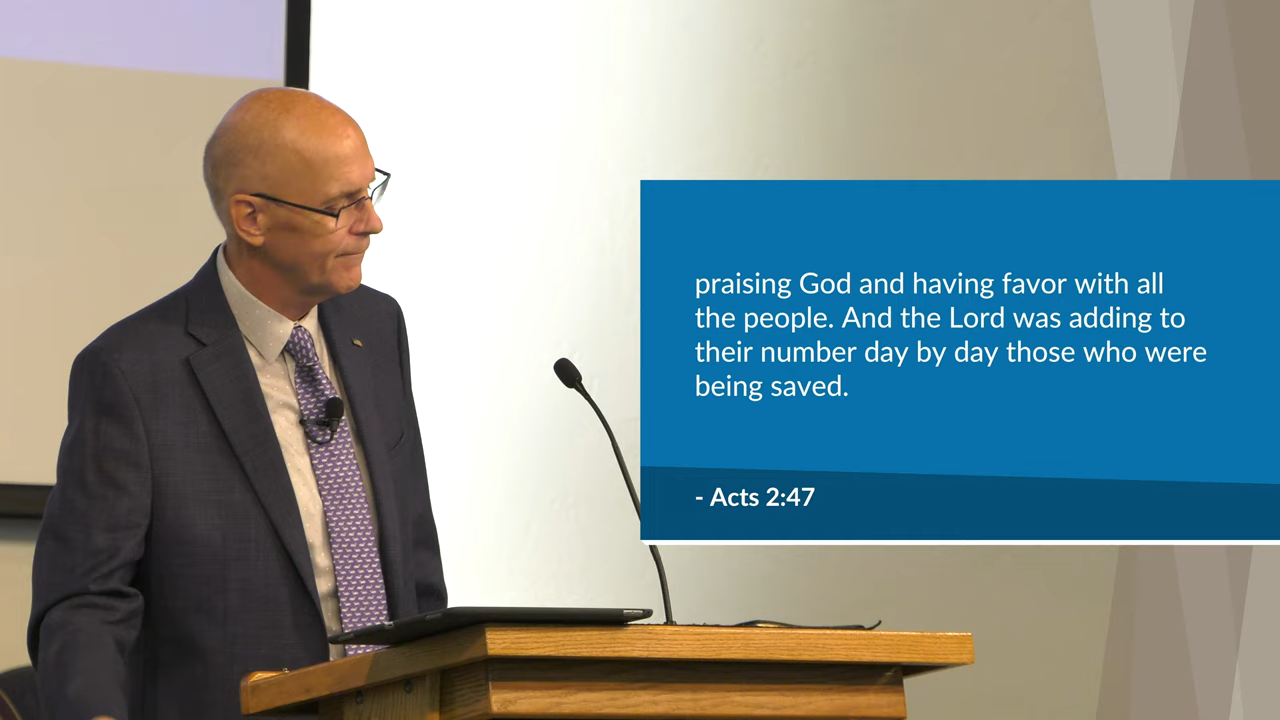 praising God and having favor with all
the people. And the Lord was adding to
their number day by day those who were
being saved.
- Acts 2:47